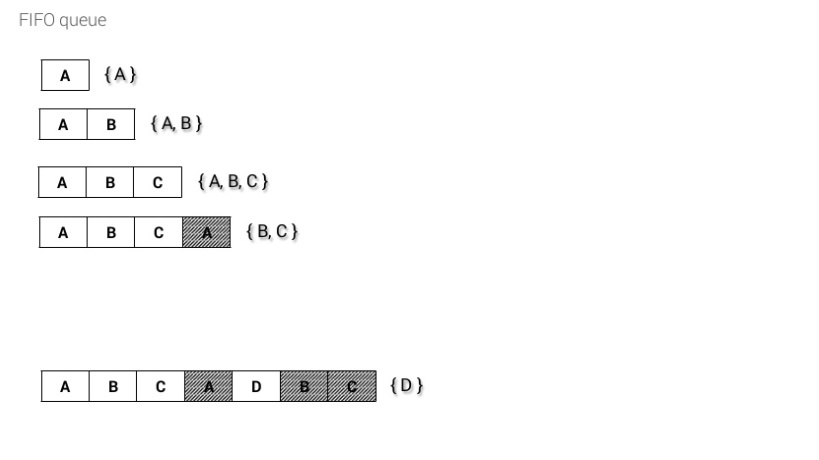 FIFO queue
A {A}
A B {A, B}
A B C {A, B, C}
A B C A {B, C}
A B C A D B C {D}